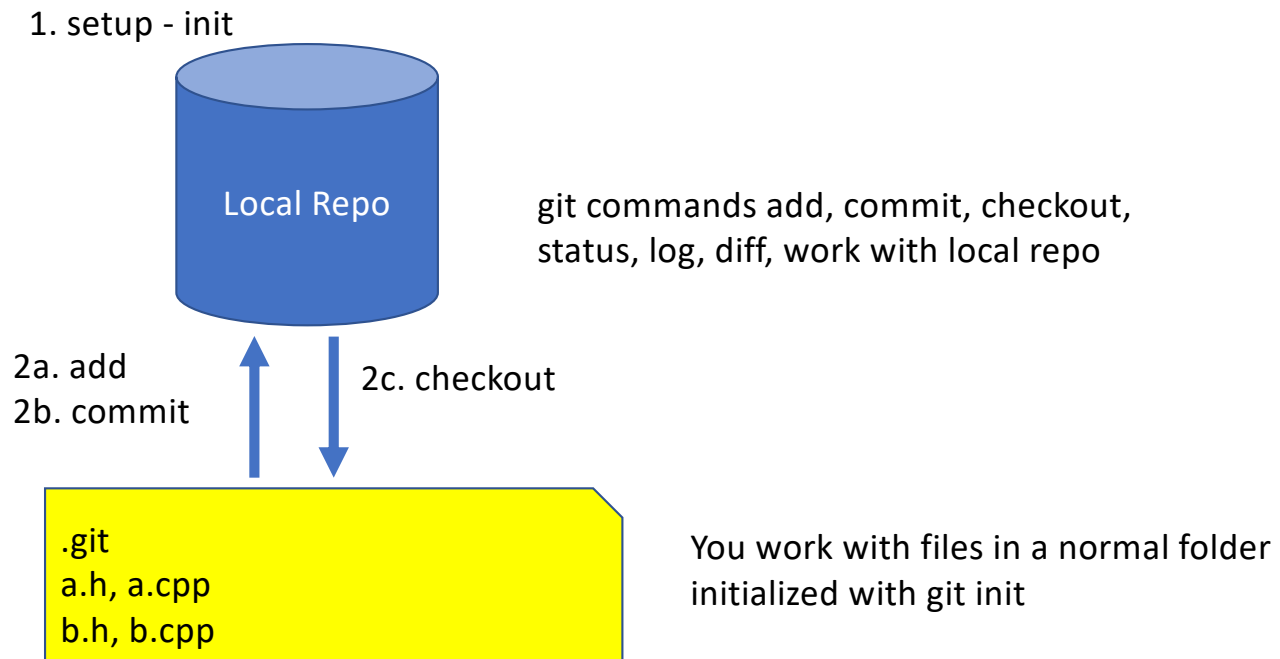 1. setup - init
Local Repo
git commands add, commit, checkout,
status, log, diff, work with local repo
2a. add
2b. commit
2c. checkout
.git
a.h, a.cpp
b.h, b.cpp
You work with files in a normal folder
initialized with git init